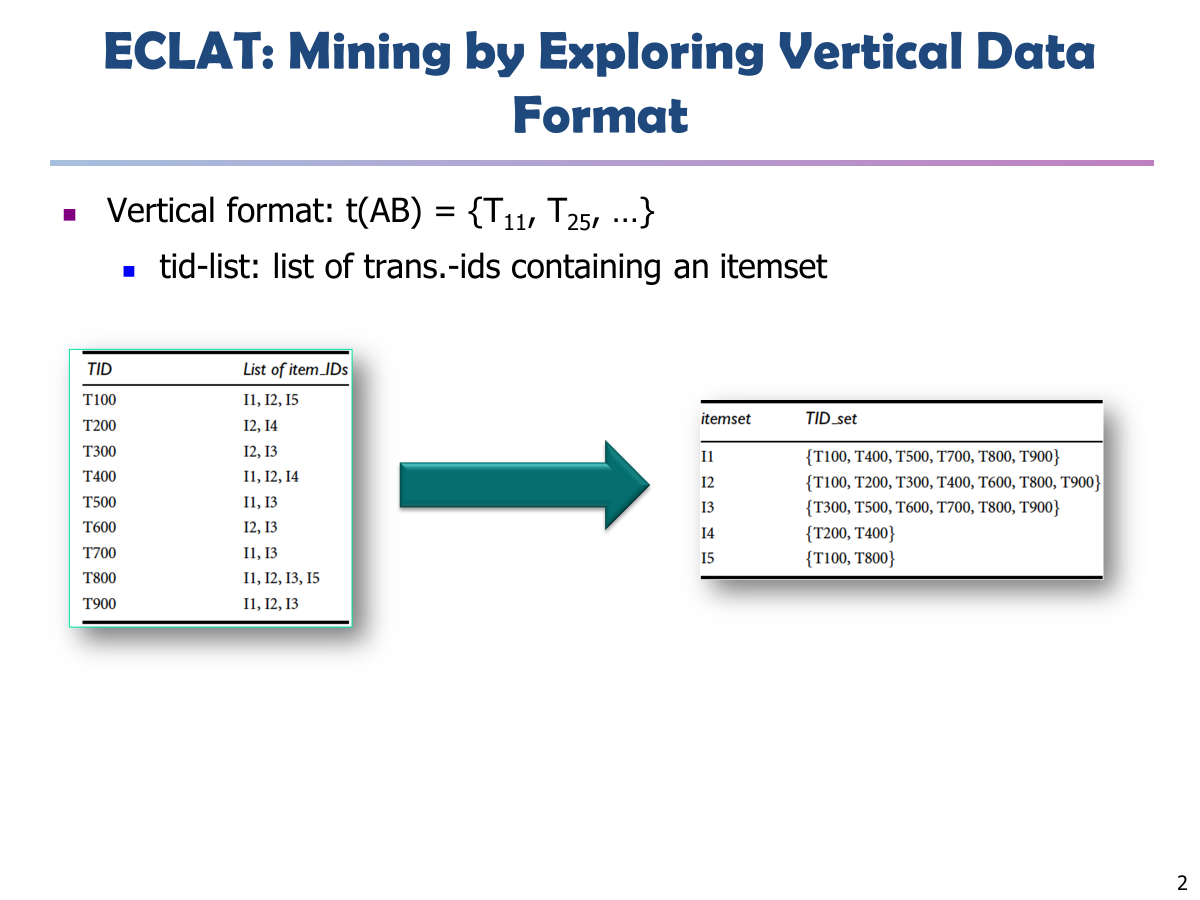 ECLAT: Mining by Exploring Vertical Data
Format
Vertical format: t(AB) = {T11, T25, …}
tid-list: list of trans.-ids containing an itemset
TID List of item_IDs
T100 I1, I2, I5
T200 I2, I4
T300 I2, I3
T400 I1, I2, I4
T500 I1, I3
T600 I2, I3
T700 I1, I3
T800 I1, I2, I3, I5
T900 I1, I2, I3
itemset TID_set
I1 {T100, T400, T500, T700, T800, T900}
I2 {T100, T200, T300, T400, T600, T800, T900}
I3 {T300, T500, T600, T700, T800, T900}
I4 {T200, T400}
I5 {T100, T800}
2